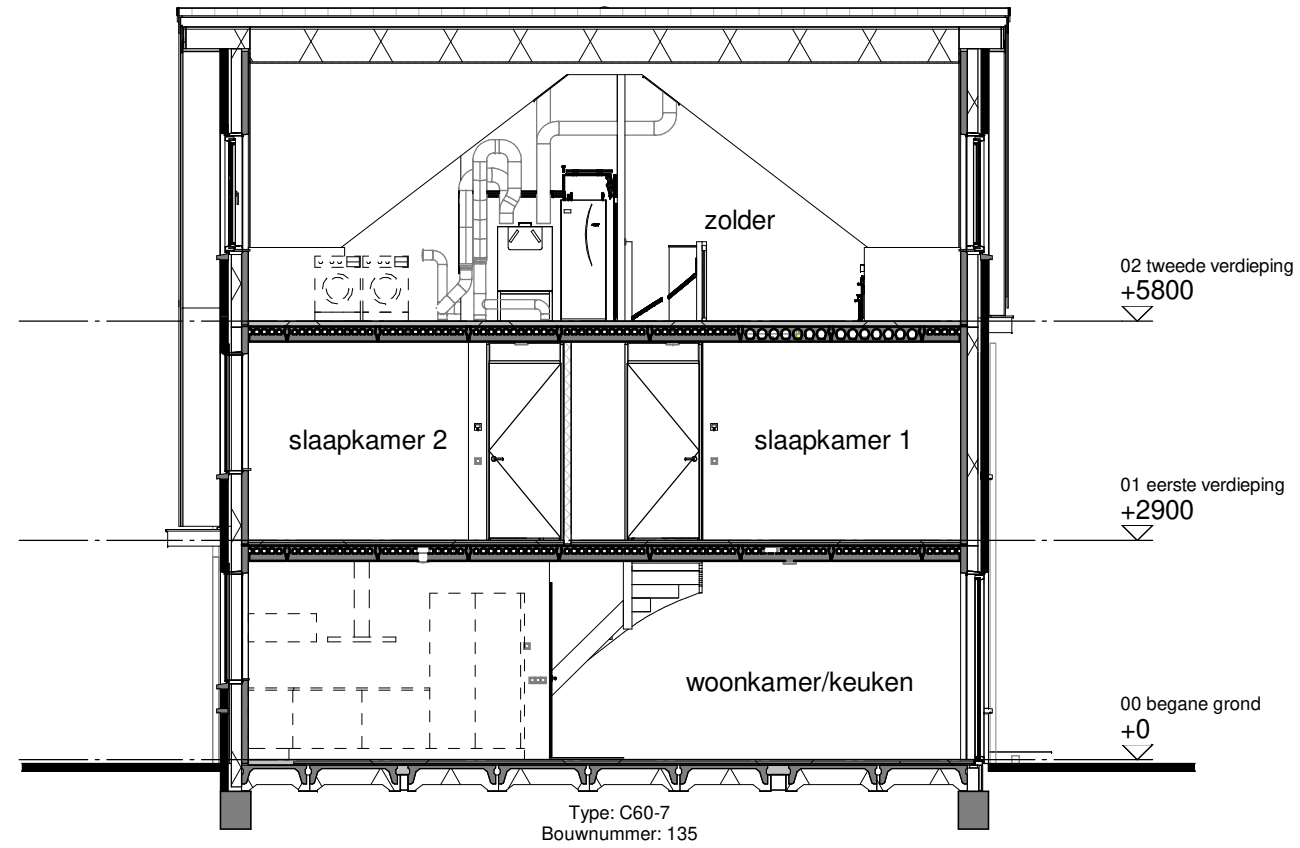 zolder
02 tweede verdieping
+5800
slaapkamer 2
slaapkamer 1
01 eerste verdieping
+2900
woonkamer/keuken
00 begane grond
+0
Type: C60-7
Bouwnummer: 135